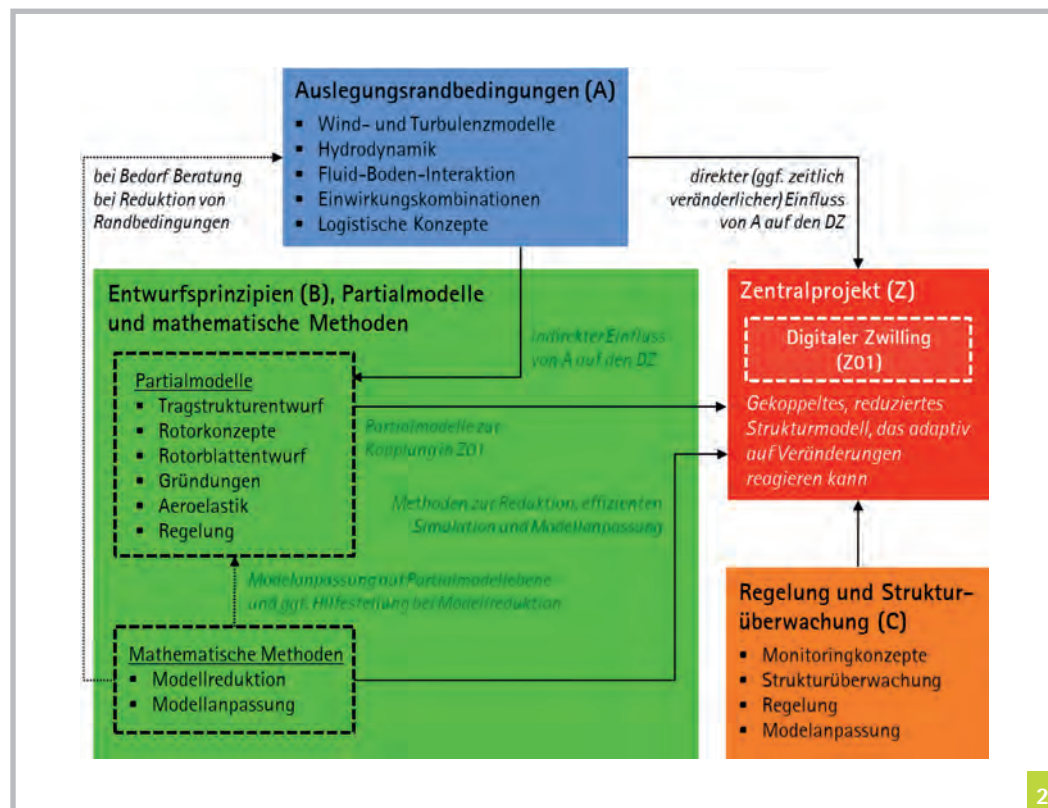 Auslegungsrandbedingungen (A)
▪ Wind- und Turbulenzmodelle
▪ Hydrodynamik
▪ Fluid-Boden-Interaktion
▪ Einwirkungskombinationen
▪ Logistische Konzepte
bei Bedarf Beratung
bei Reduktion von
Randbedingungen
direkter (ggf. zeitlich
veränderlicher) Einfluss
von A auf den DZ
Entwurfsprinzipien (B), Partialmodelle
und mathematische Methoden
indirekter Einfluss
von A auf den DZ
Partialmodelle
▪ Tragstrukturentwurf
▪ Rotorkonzepte
▪ Rotorblattentwurf
▪ Gründungen
▪ Aeroelastik
▪ Regelung
Partialmodelle zur
Kopplung in Z01
Methoden zur Redaktion, effizienten
Simulation und Modellanpassung
Modelanpassung auf Partialmodellebene
und ggf. Hilfestellung bei Modellreduktion
Mathematische Methoden
▪ Modellreduktion
▪ Modellanpassung
Zentralprojekt (Z)
Digitaler Zwilling
(Z01)
Gekoppeltes, reduziertes
Strukturmodell, das adaptiv
auf Veränderungen
reagieren kann
Regelung und Struktur-
überwachung (C)
▪ Monitoringkonzepte
▪ Strukturüberwachung
▪ Regelung
▪ Modelanpassung
2